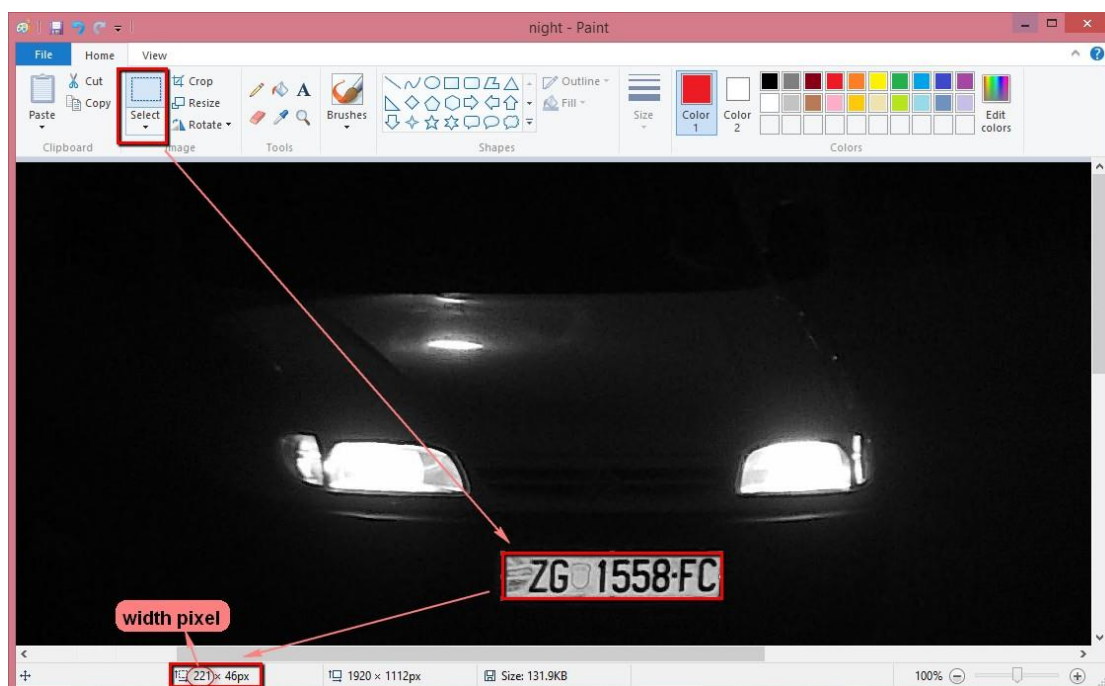 night - Paint
File Home View
Paste
Cut
Copy
Clipboard
Select
Crop
Resize
Rotate
Image
A
Tools
Brushes
Shapes
Outline
Fill
Size
Color 1
Color 2
Edit colors
Colors
ZG 1558·FC
width pixel
221 × 46px
1920 × 1112px
Size: 131.9KB
100%